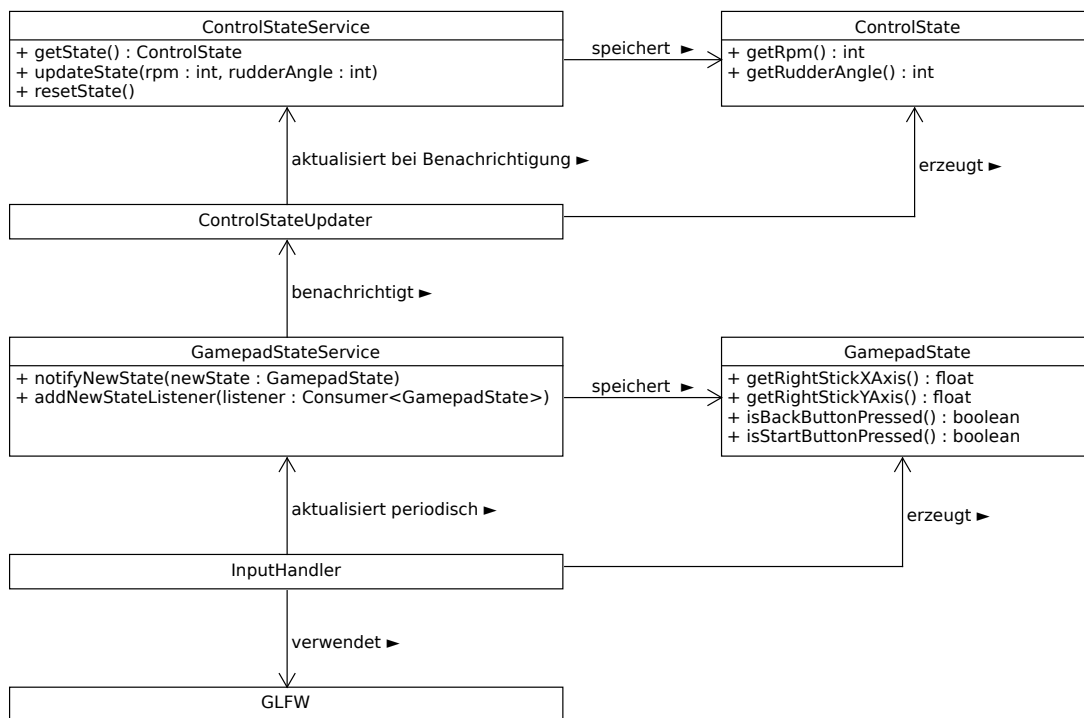 ControlStateService
+ getState() : ControlState
+ updateState(rpm : int, rudderAngle : int)
+ resetState()
speichert ►
ControlState
+ getRpm() : int
+ getRudderAngle() : int
aktualisiert bei Benachrichtigung ►
erzeugt ►
ControlStateUpdater
benachrichtigt ►
GamepadStateService
+ notifyNewState(newState : GamepadState)
+ addNewStateListener(listener : Consumer<GamepadState>)
speichert ►
GamepadState
+ getRightStickXAxis() : float
+ getRightStickYAxis() : float
+ isBackButtonPressed() : boolean
+ isStartButtonPressed() : boolean
aktualisiert periodisch ►
erzeugt ►
InputHandler
verwendet ►
GLFW